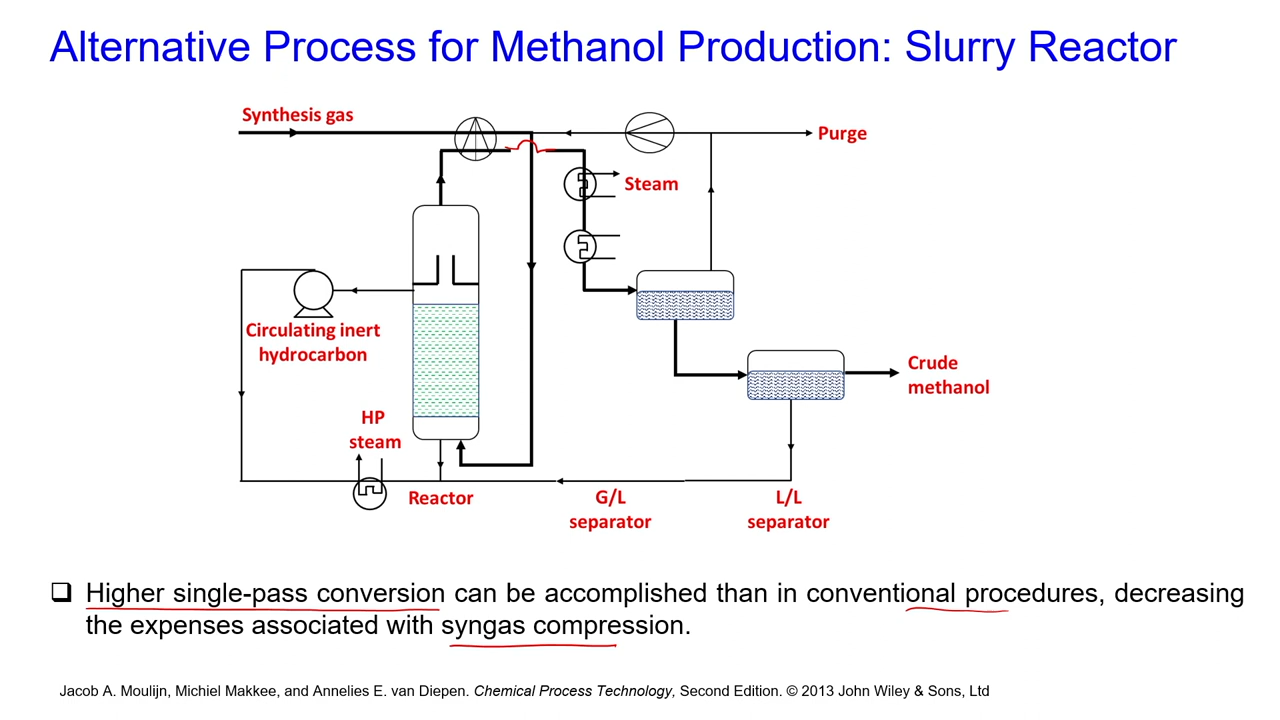 Alternative Process for Methanol Production: Slurry Reactor
Synthesis gas
Purge
Steam
Circulating inert
hydrocarbon
Crude
methanol
HP
steam
Reactor
G/L
separator
L/L
separator
❑ Higher single-pass conversion can be accomplished than in conventional procedures, decreasing
the expenses associated with syngas compression.
Jacob A. Moulijn, Michiel Makkee, and Annelies E. van Diepen. Chemical Process Technology, Second Edition. © 2013 John Wiley & Sons, Ltd